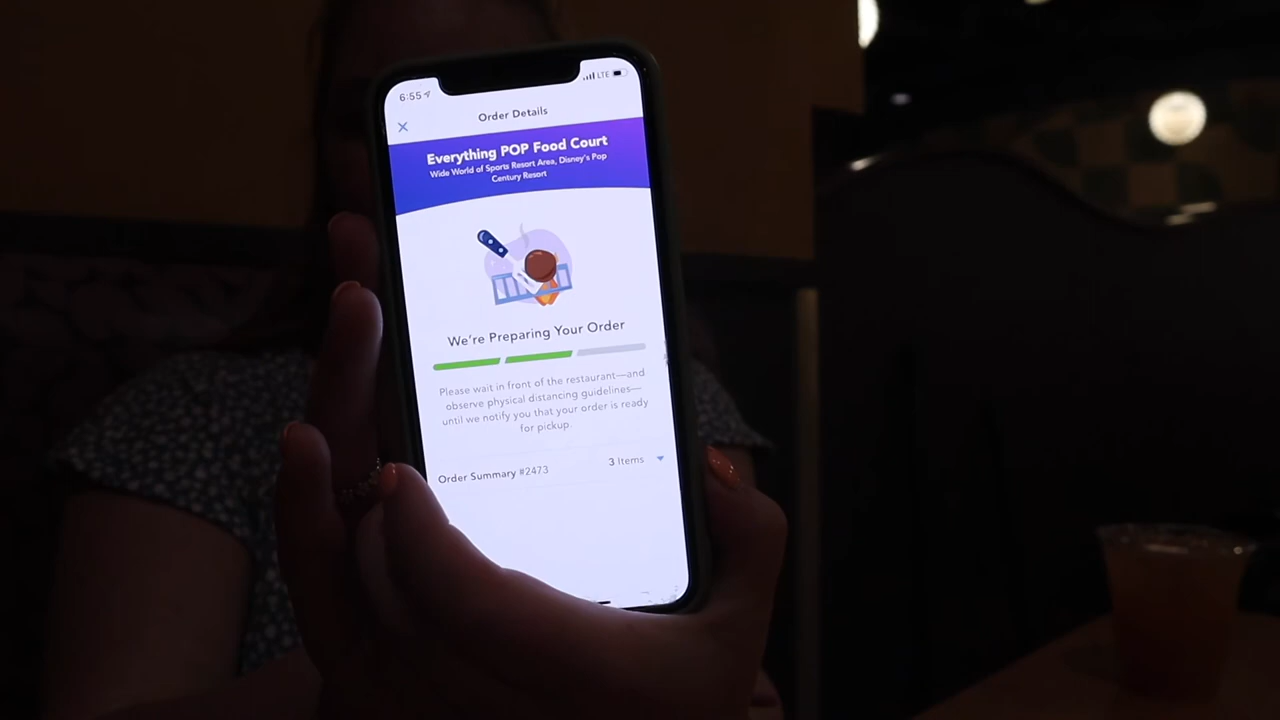 6:55
LTE
Order Details
Everything POP Food Court
Wide World of Sports Resort Area, Disney's Pop
Century Resort
We're Preparing Your Order
Please wait in front of the restaurant—and
observe physical distancing guidelines—
until we notify you that your order is ready
for pickup.
Order Summary #2473
3 Items